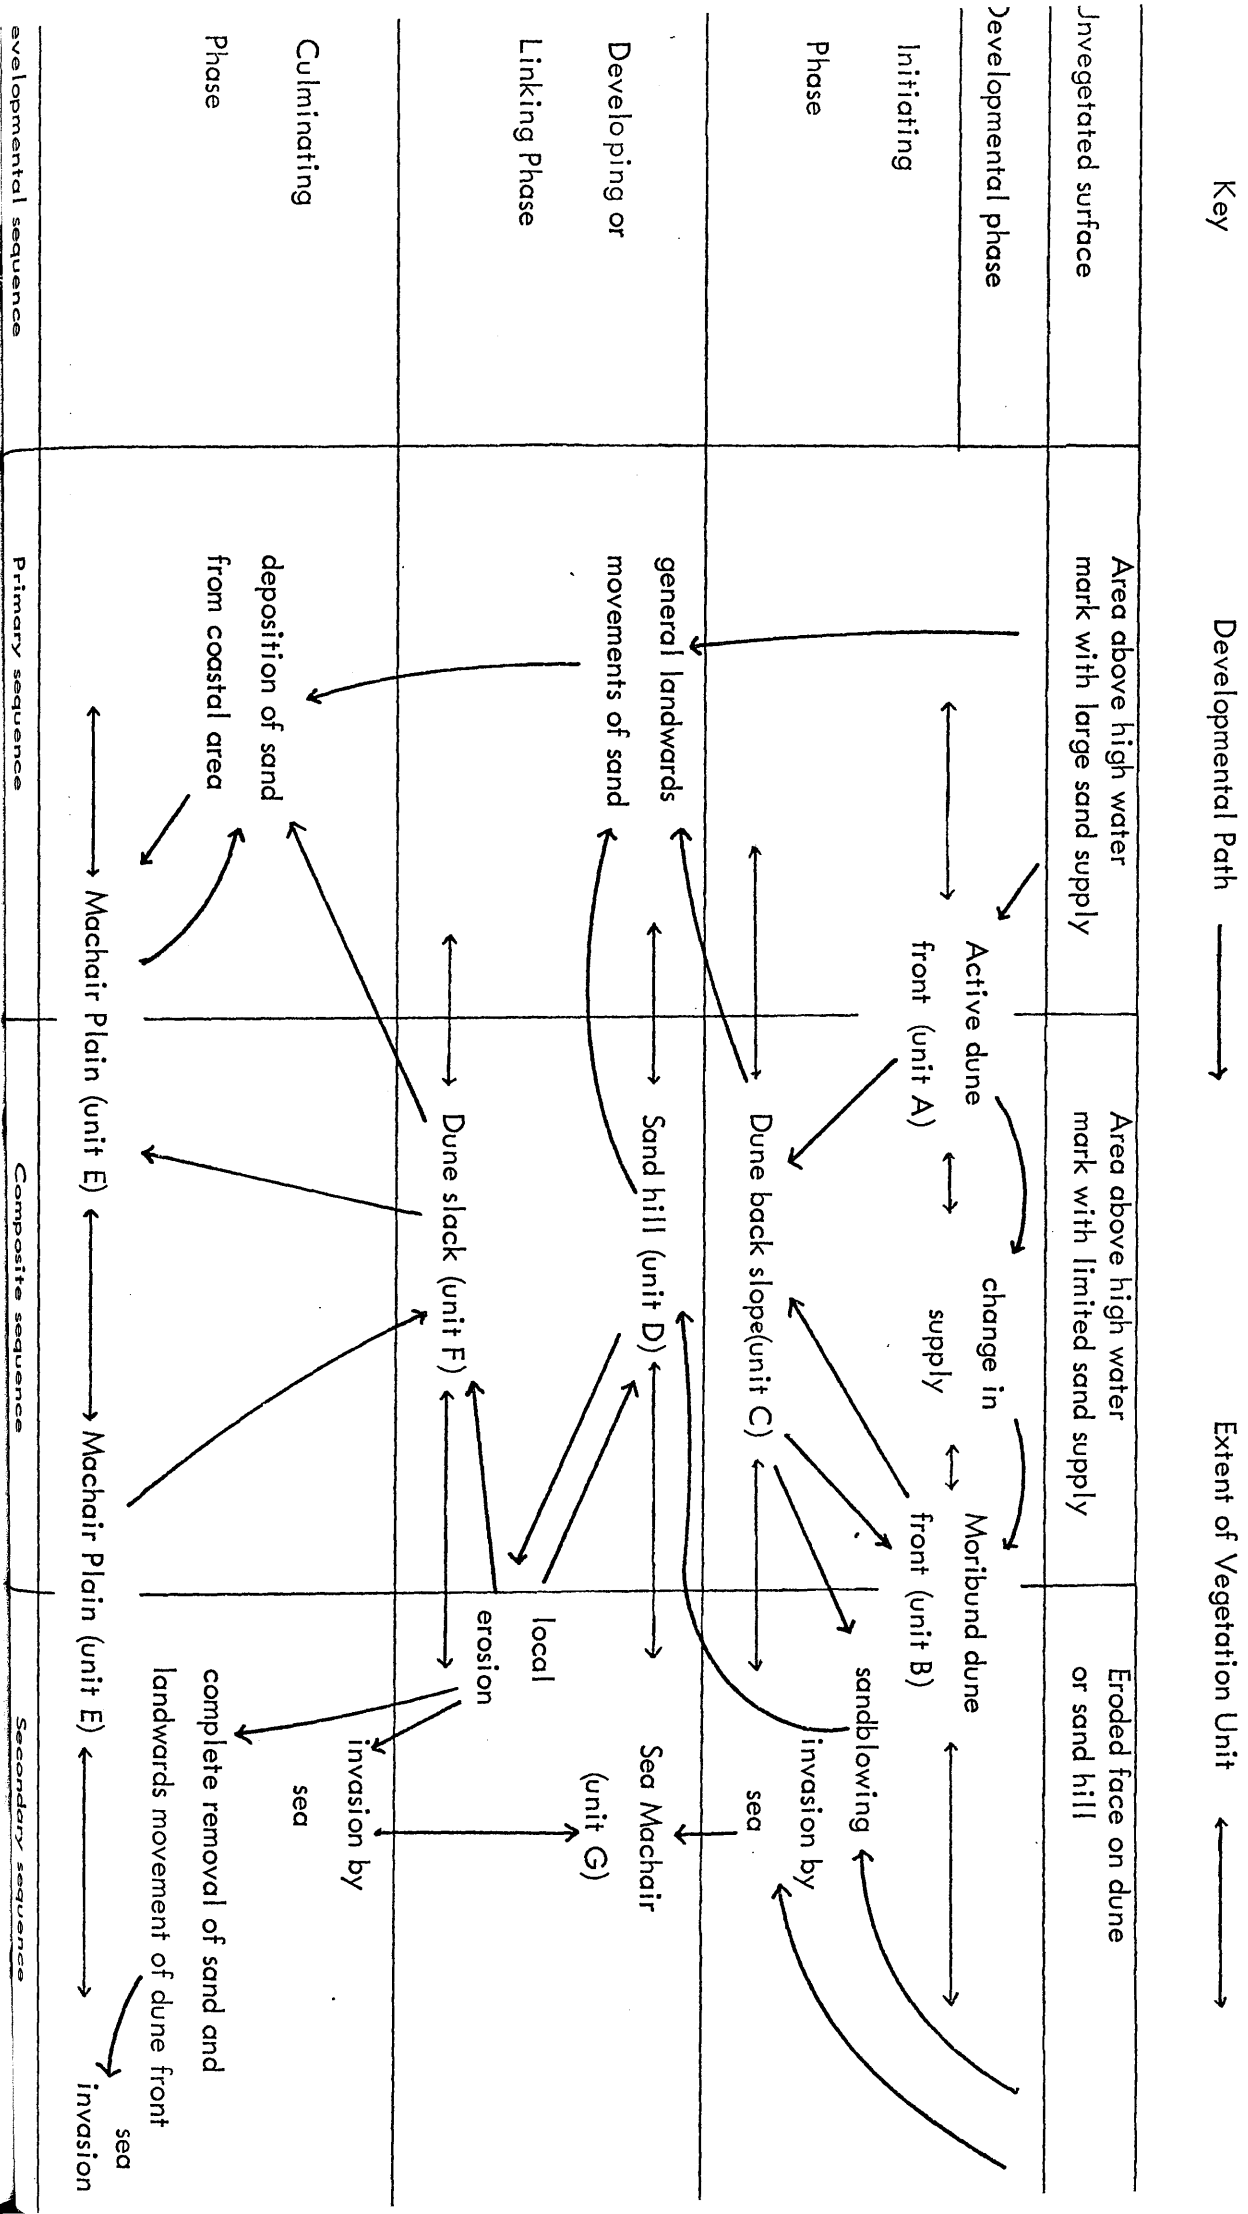 Key
Developmental Path
Extent of Vegetation Unit
Unvegetated surface
Area above high water
mark with large sand supply
Area above high water
mark with limited sand supply
Eroded face on dune
or sand hill
Developmental phase
Initiating
Phase
Active dune
front (unit A)
change in
supply
Moribund dune
front (unit B)
Dune back slope(unit C)
sandblowing
invasion by
sea
Developing or
Linking Phase
general landwards
movements of sand
Sand hill (unit D)
Sea Machair
(unit G)
Dune slack (unit F)
local
erosion
Culminating
Phase
deposition of sand
from coastal area
invasion by
sea
complete removal of sand and
landwards movement of dune front
Machair Plain (unit E)
Machair Plain (unit E)
sea
invasion
evelopmental sequence
Primary sequence
Composite sequence
Secondary sequence